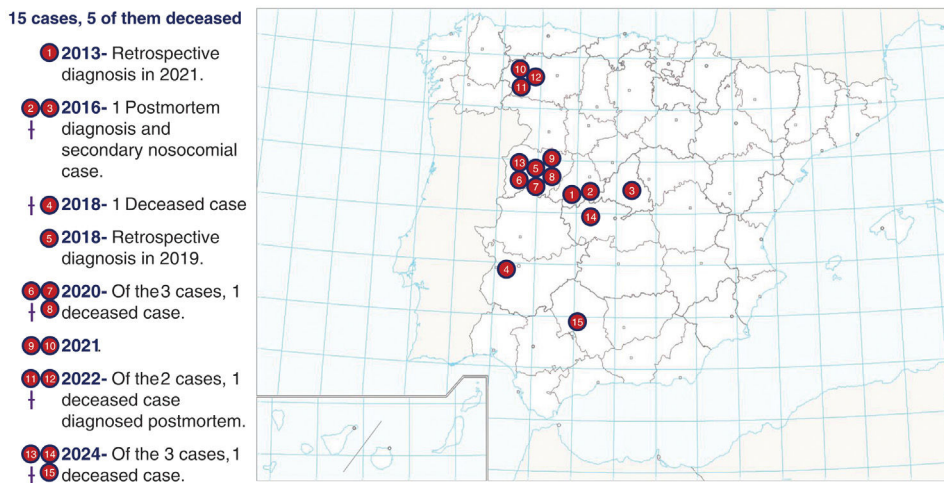 15 cases, 5 of them deceased
1 2013- Retrospective
diagnosis in 2021.
2 3 2016- 1 Postmortem
diagnosis and
secondary nosocomial
case.
4 2018- 1 Deceased case
5 2018- Retrospective
diagnosis in 2019.
6 7 2020- Of the 3 cases, 1
8 deceased case.
9 10 2021.
11 12 2022- Of the 2 cases, 1
deceased case
diagnosed postmortem.
13 14 2024- Of the 3 cases, 1
15 deceased case.
10
12
11
9
13
5
8
6
7
1
2
3
14
4
15